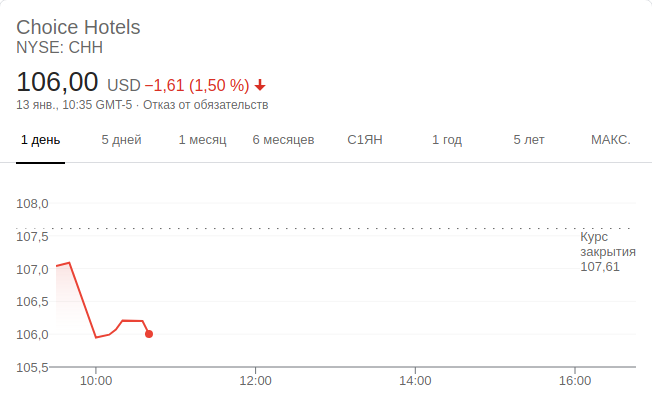 Choice Hotels
NYSE: CHH
106,00 USD −1,61 (1,50 %)
13 янв., 10:35 GMT-5 · Отказ от обязательств
1 день 5 дней 1 месяц 6 месяцев С1ЯН 1 год 5 лет МАКС.
108,0
107,5
Курс
закрытия
107,61
107,0
106,5
106,0
105,5
10:00 12:00 14:00 16:00